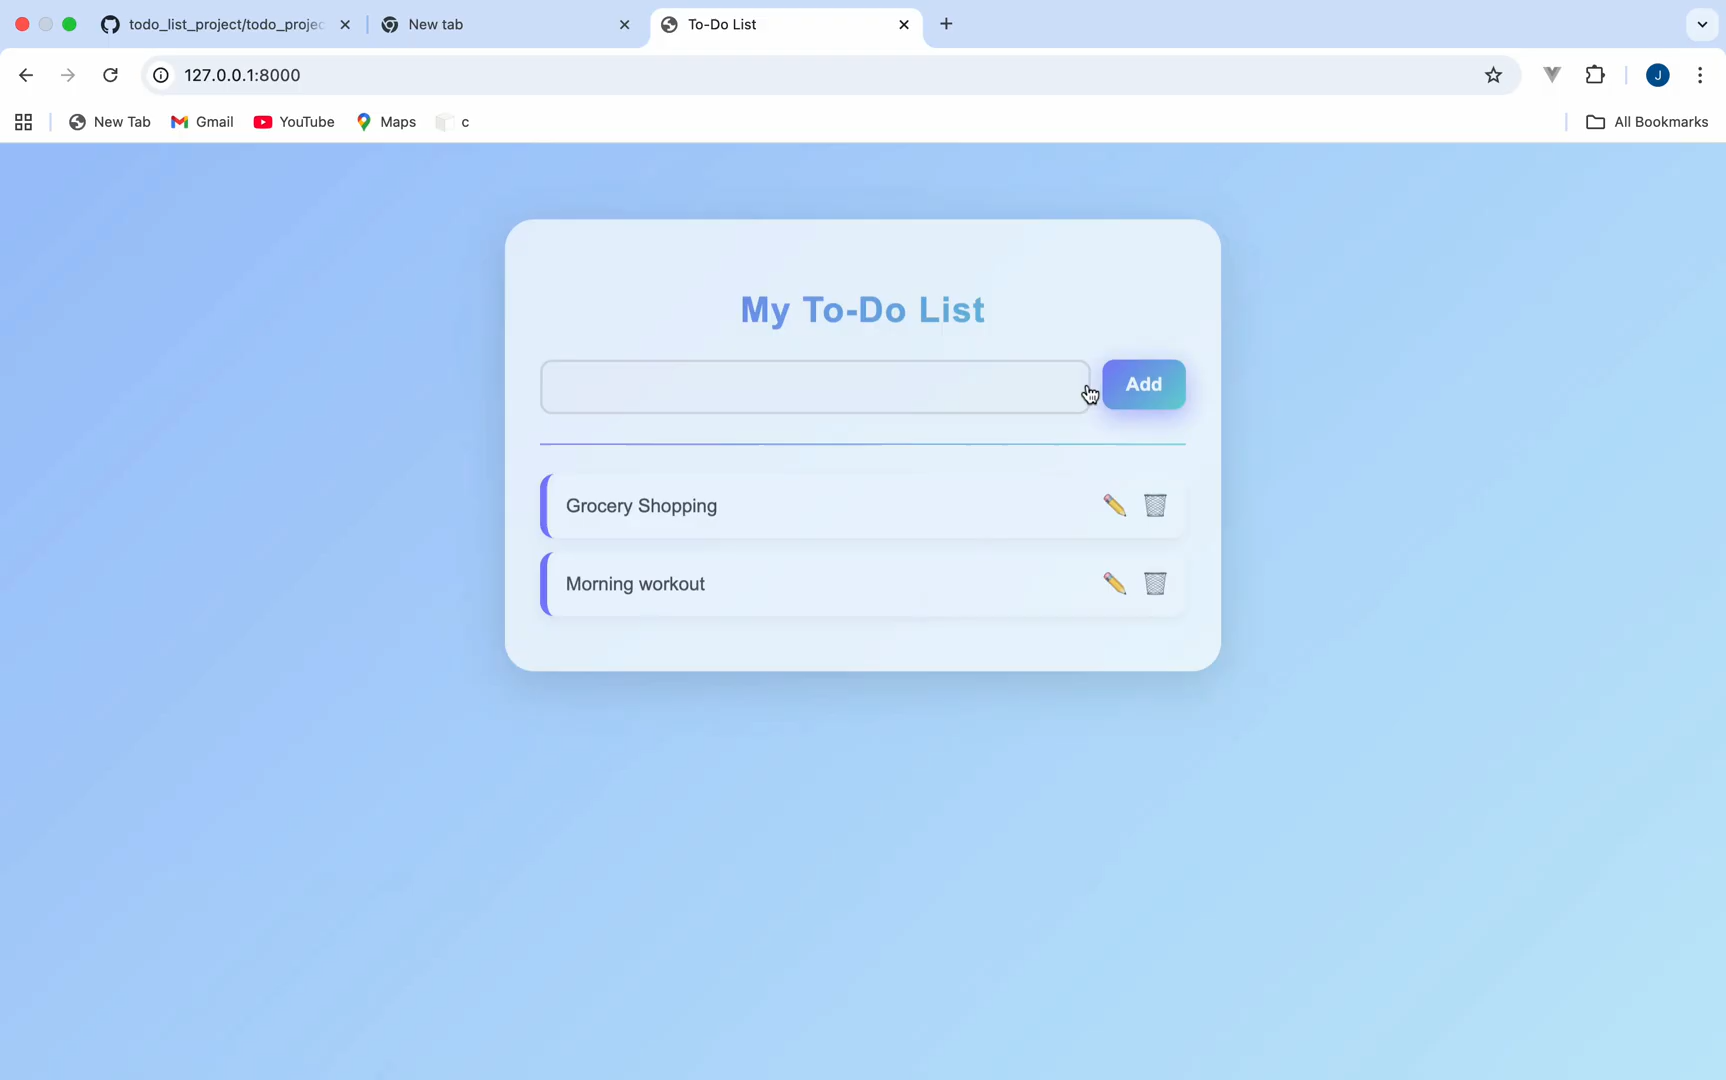 todo_list_project/todo_projec
New tab
To-Do List
127.0.0.1:8000
J
New Tab
Gmail
YouTube
Maps
c
All Bookmarks
My To-Do List
Add
Grocery Shopping
Morning workout